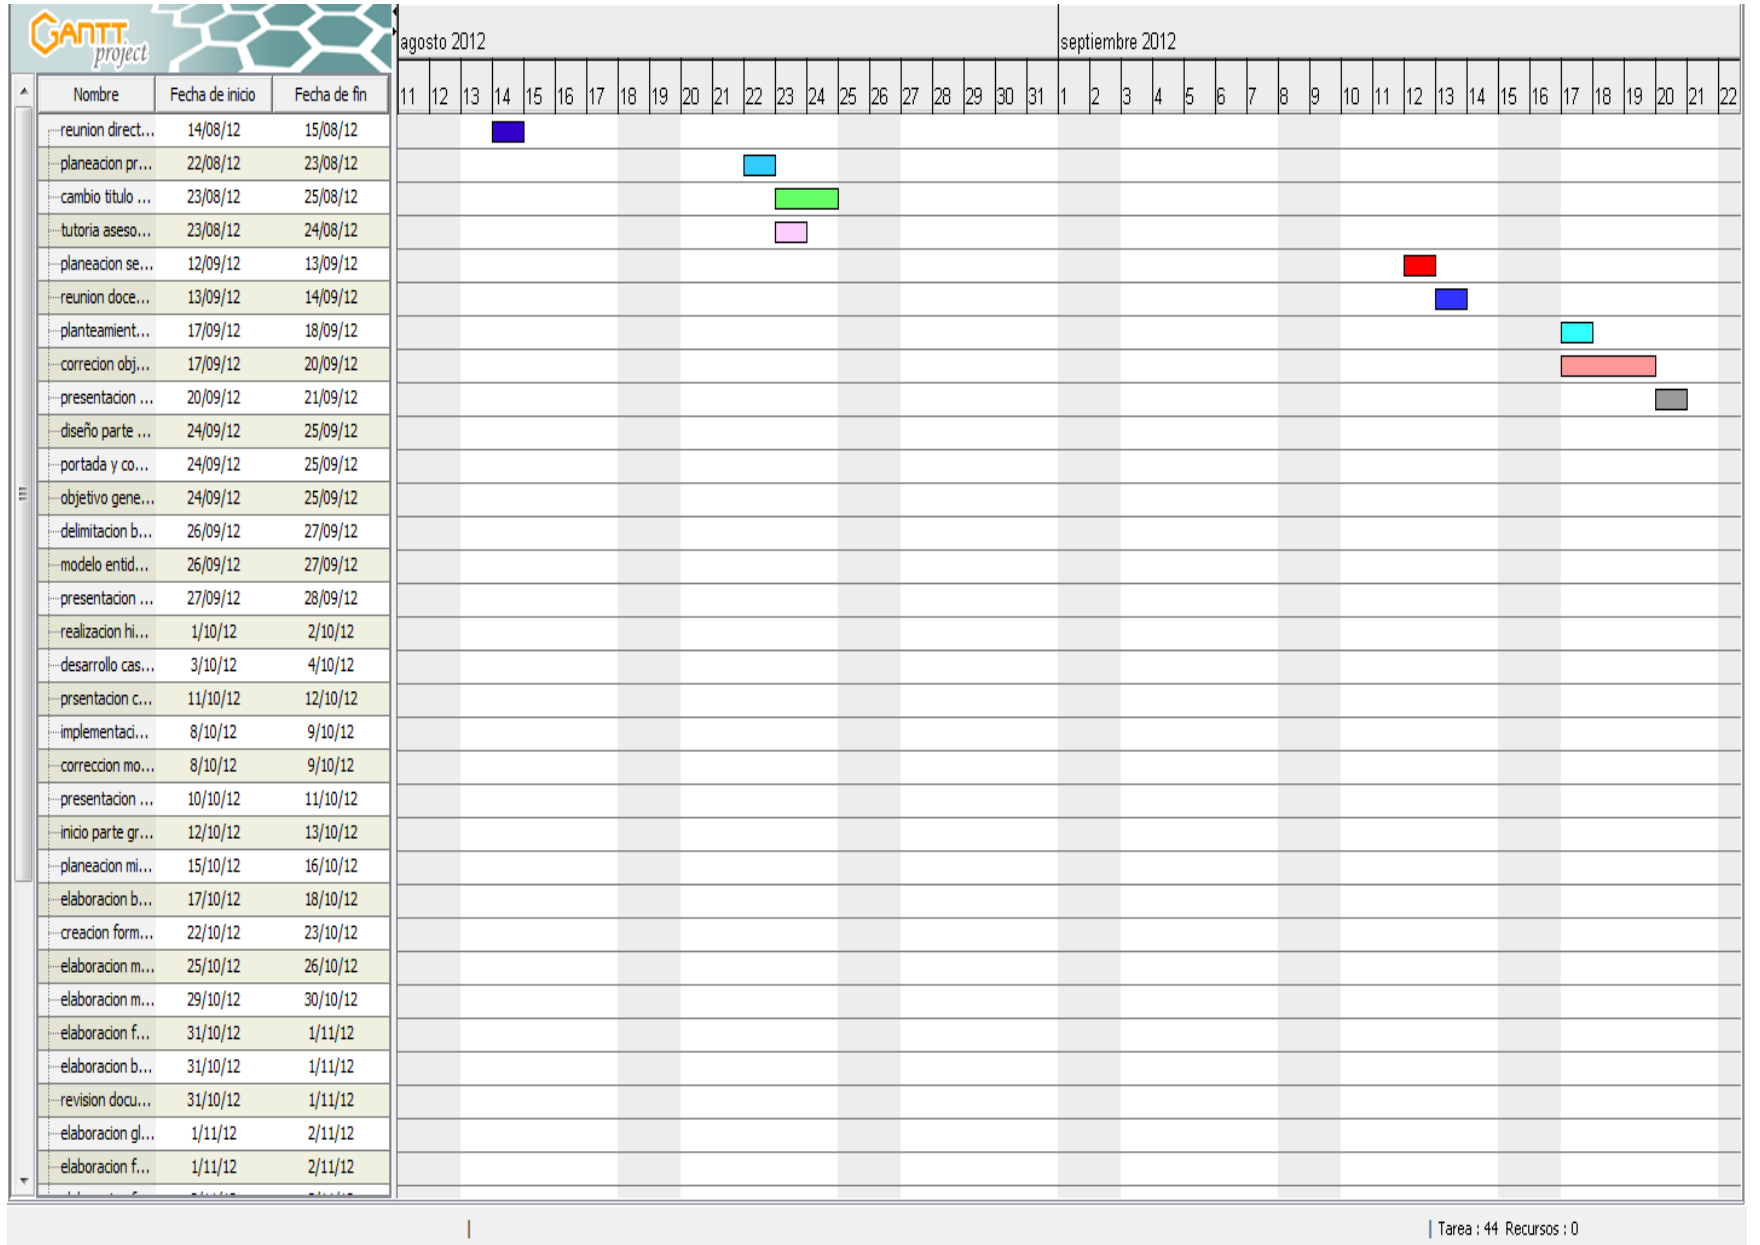 GANTT
project
agosto 2012 septiembre 2012
Nombre Fecha de inicio Fecha de fin 11 12 13 14 15 16 17 18 19 20 21 22 23 24 25 26 27 28 29 30 31 1 2 3 4 5 6 7 8 9 10 11 12 13 14 15 16 17 18 19 20 21 22
reunion direct... 14/08/12 15/08/12
planeacion pr... 22/08/12 23/08/12
cambio titulo ... 23/08/12 25/08/12
tutoria aseso... 23/08/12 24/08/12
planeacion se... 12/09/12 13/09/12
reunion doce... 13/09/12 14/09/12
planteamient... 17/09/12 18/09/12
correcion obj... 17/09/12 20/09/12
presentacion ... 20/09/12 21/09/12
diseño parte ... 24/09/12 25/09/12
portada y co... 24/09/12 25/09/12
objetivo gene... 24/09/12 25/09/12
delimitacion b... 26/09/12 27/09/12
modelo entid... 26/09/12 27/09/12
presentacion ... 27/09/12 28/09/12
realizacion hi... 1/10/12 2/10/12
desarrollo cas... 3/10/12 4/10/12
prsentacion c... 11/10/12 12/10/12
implementaci... 8/10/12 9/10/12
correccion mo... 8/10/12 9/10/12
presentacion ... 10/10/12 11/10/12
inicio parte gr... 12/10/12 13/10/12
planeacion mi... 15/10/12 16/10/12
elaboracion b... 17/10/12 18/10/12
creacion form... 22/10/12 23/10/12
elaboracion m... 25/10/12 26/10/12
elaboracion m... 29/10/12 30/10/12
elaboracion f... 31/10/12 1/11/12
elaboracion b... 31/10/12 1/11/12
revision docu... 31/10/12 1/11/12
elaboracion gl... 1/11/12 2/11/12
elaboracion f... 1/11/12 2/11/12
Tarea : 44 Recursos : 0